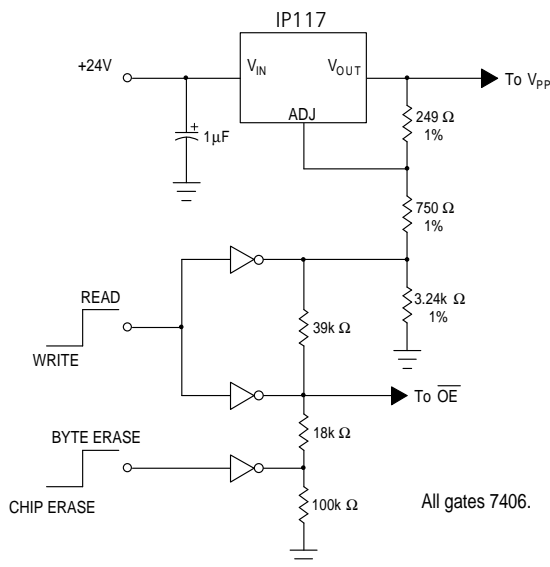 IP117
+24V
VIN
VOUT
To VPP
ADJ
249 Ω
1%
+
1µF
750 Ω
1%
READ
3.24k Ω
1%
39k Ω
WRITE
To OE
BYTE ERASE
18k Ω
CHIP ERASE
100k Ω
All gates 7406.